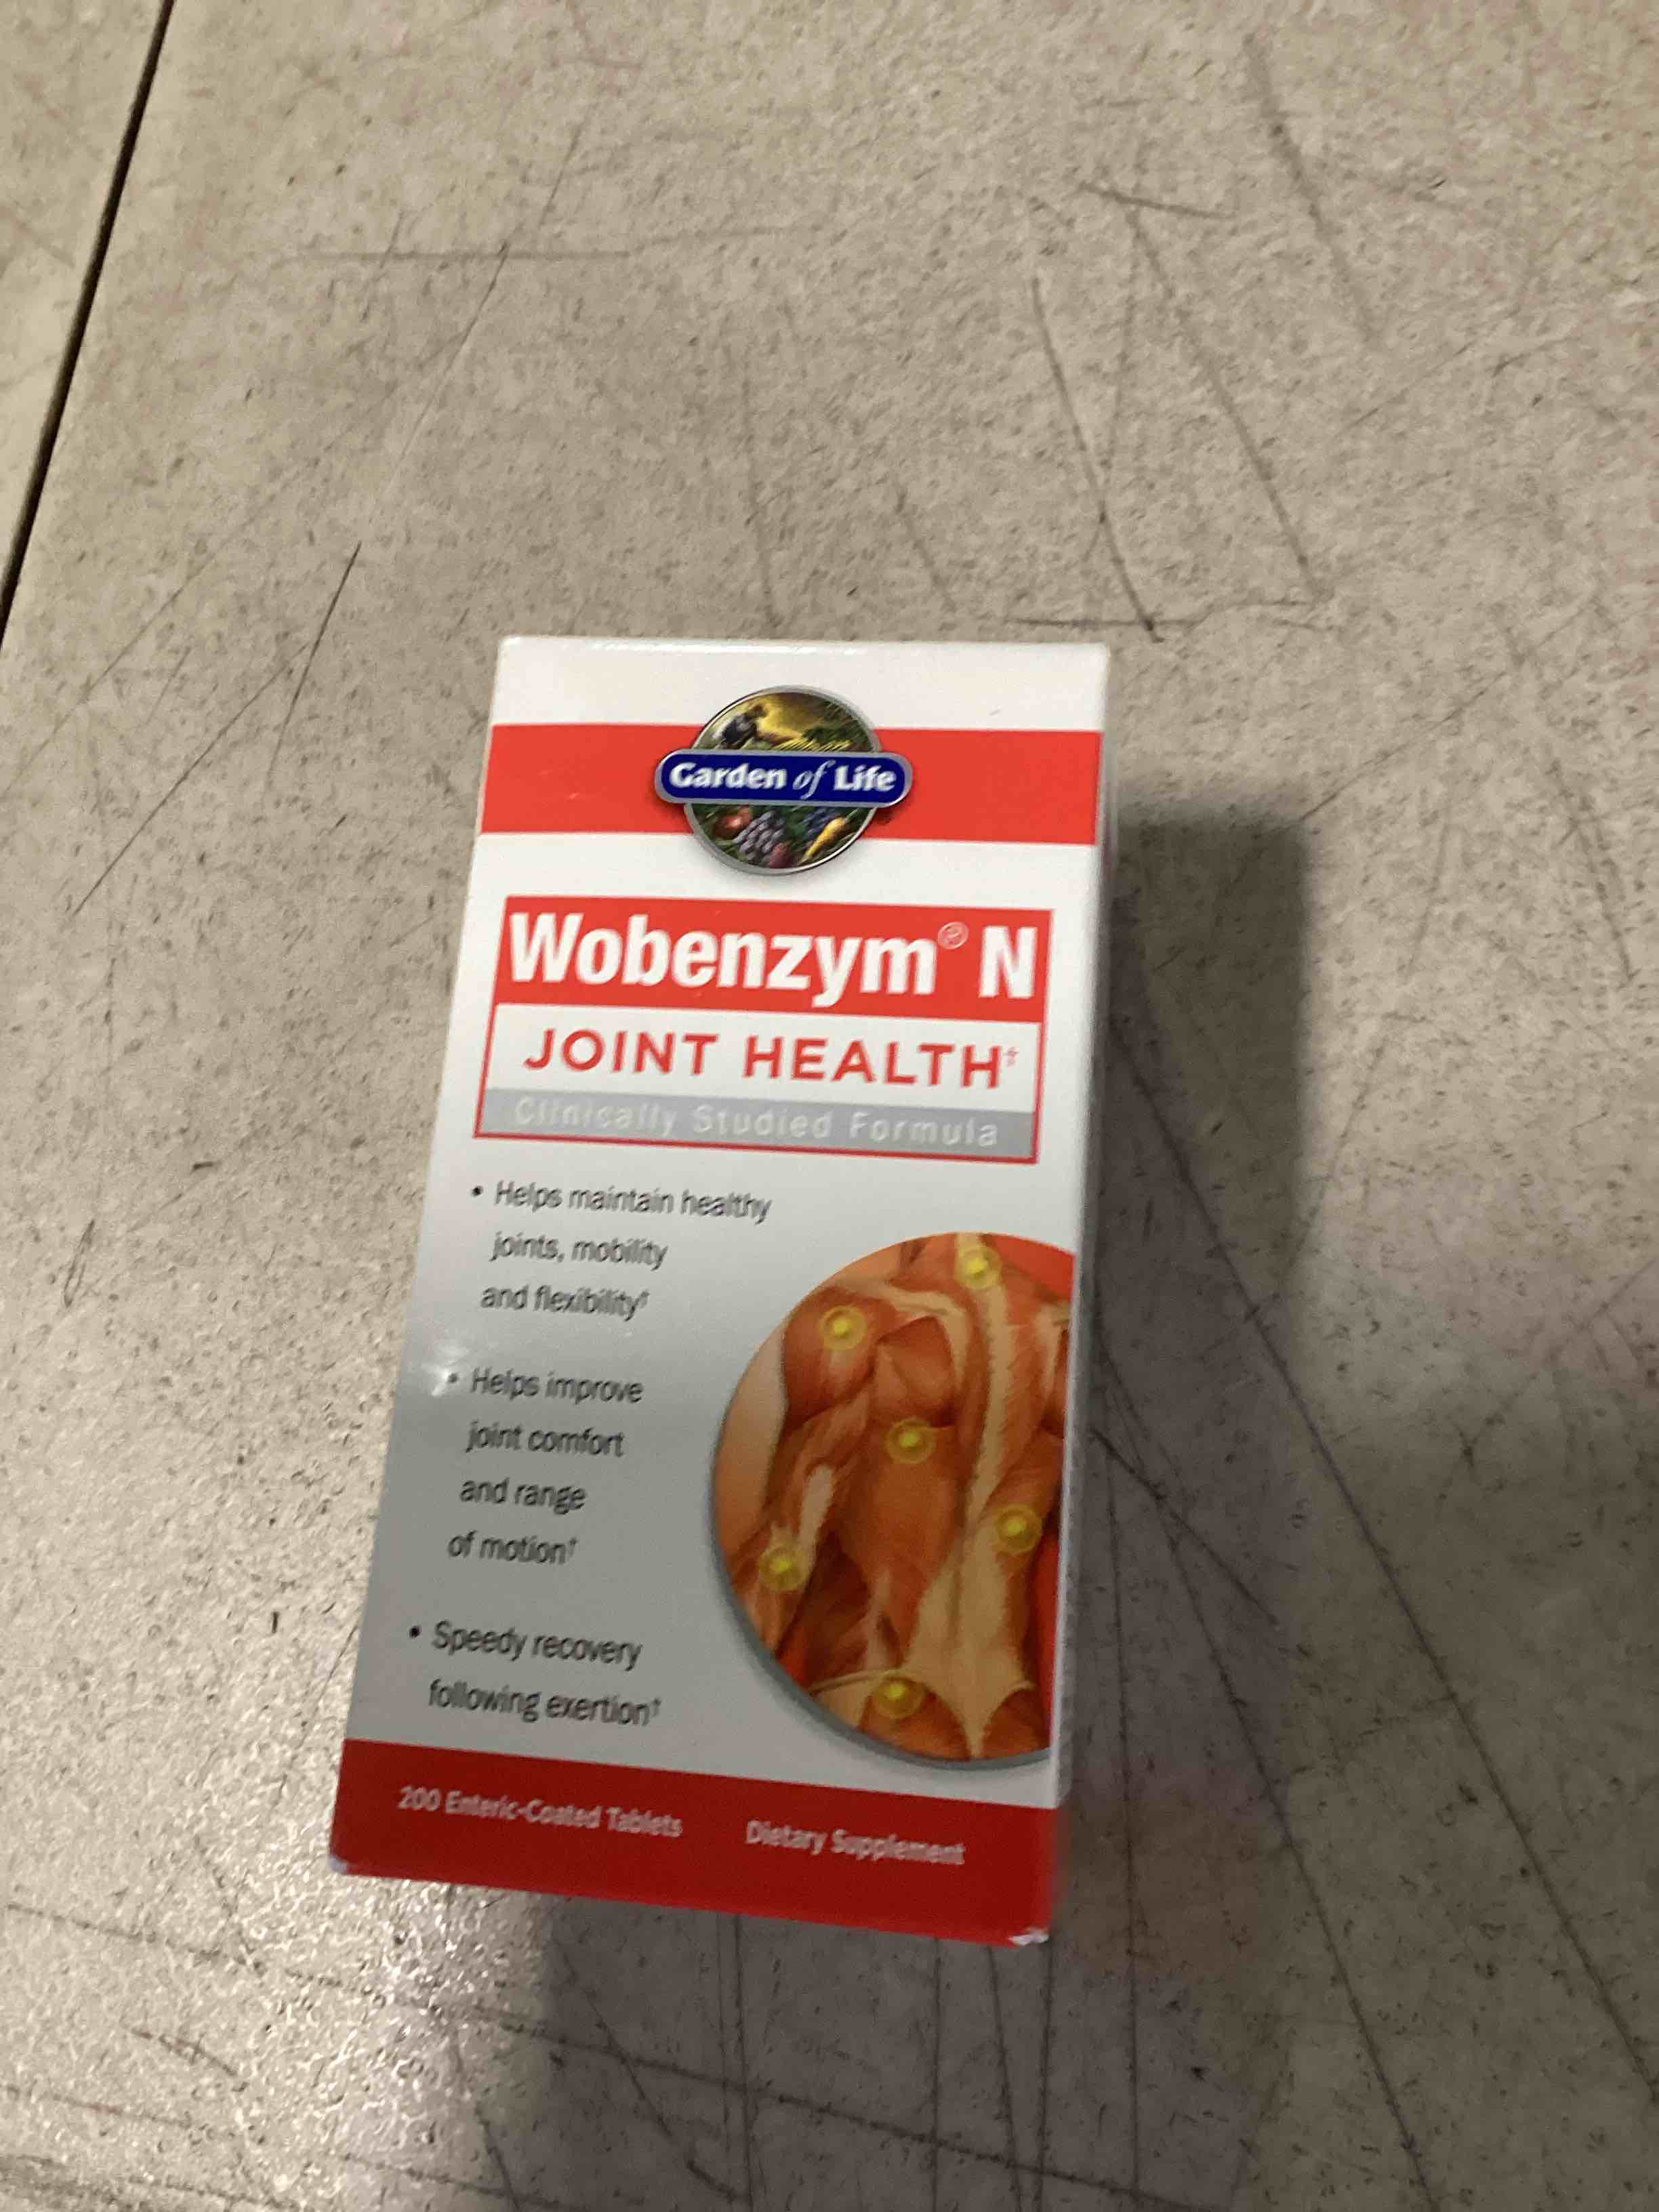 Garden of Life
Wobenzym® N
JOINT HEALTH†
Clinically Studied Formula
• Helps maintain healthy
joints, mobility
and flexibility†
• Helps improve
joint comfort
and range
of motion†
• Speedy recovery
following exertion†
200 Enteric-Coated Tablets Dietary Supplement